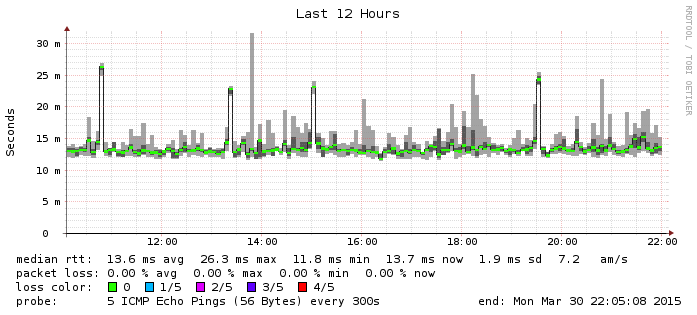 Last 12 Hours
RRDTOOL / TOBI OETIKER
Seconds
30 m
25 m
20 m
15 m
10 m
5 m
0
12:00 14:00 16:00 18:00 20:00 22:00
median rtt: 13.6 ms avg 26.3 ms max 11.8 ms min 13.7 ms now 1.9 ms sd 7.2 am/s
packet loss: 0.00 % avg 0.00 % max 0.00 % min 0.00 % now
loss color: 0 1/5 2/5 3/5 4/5
probe: 5 ICMP Echo Pings (56 Bytes) every 300s end: Mon Mar 30 22:05:08 2015